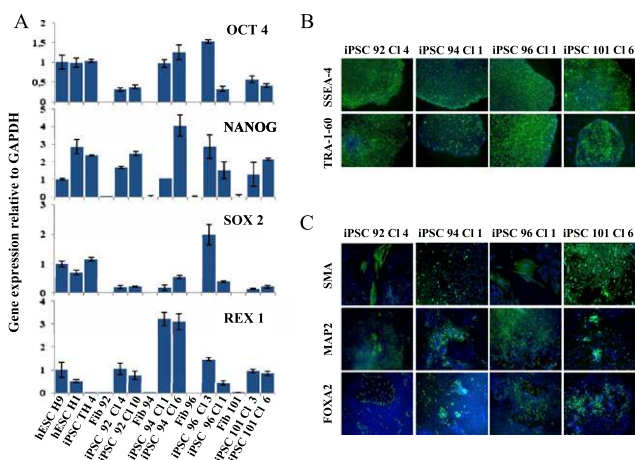 A
Gene expression relative to GAPDH
OCT 4
2
1,5
1
0,5
0
NANOG
5
4
3
2
1
0
SOX 2
3
2
1
0
REX 1
4
3
2
1
0
hESC H9
hESC H1
iPSC TH 4
Fib 92
iPSC 92 Cl 4
iPSC 92 Cl 10
Fib 94
iPSC 94 Cl 1
iPSC 94 Cl 6
Fib 96
iPSC 96 Cl 3
iPSC 96 Cl 1
Fib 101
iPSC 101 Cl 3
iPSC 101 Cl 6
B
iPSC 92 Cl 4 iPSC 94 Cl 1 iPSC 96 Cl 1 iPSC 101 Cl 6
SSEA-4
TRA-1-60
C
iPSC 92 Cl 4 iPSC 94 Cl 1 iPSC 96 Cl 1 iPSC 101 Cl 6
SMA
MAP2
FOXA2